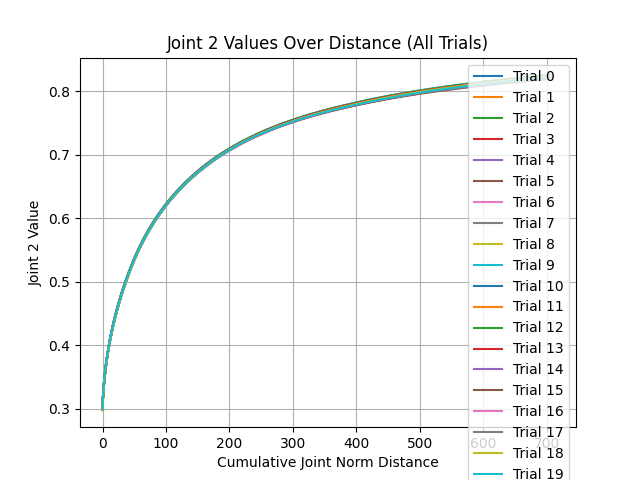 Joint 2 Values Over Distance (All Trials)
Joint 2 Value
0.8
0.7
0.6
0.5
0.4
0.3
0
100
200
300
400
500
600
700
Cumulative Joint Norm Distance
Trial 0
Trial 1
Trial 2
Trial 3
Trial 4
Trial 5
Trial 6
Trial 7
Trial 8
Trial 9
Trial 10
Trial 11
Trial 12
Trial 13
Trial 14
Trial 15
Trial 16
Trial 17
Trial 18
Trial 19